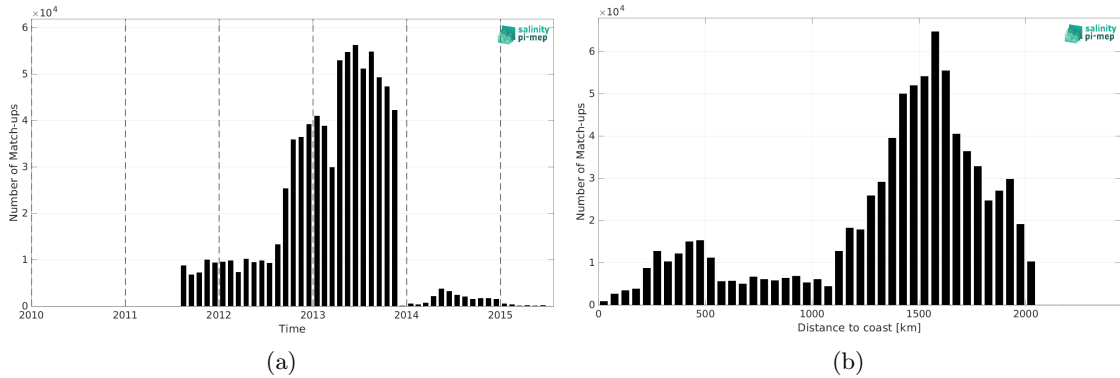 ×10⁴
6
5
4
3
2
1
0
2010 2011 2012 2013 2014 2015
Time
Number of Match-ups
salinity
pi-mep
(a)
×10⁴
6
5
4
3
2
1
0
0 500 1000 1500 2000
Distance to coast [km]
Number of Match-ups
salinity
pi-mep
(b)